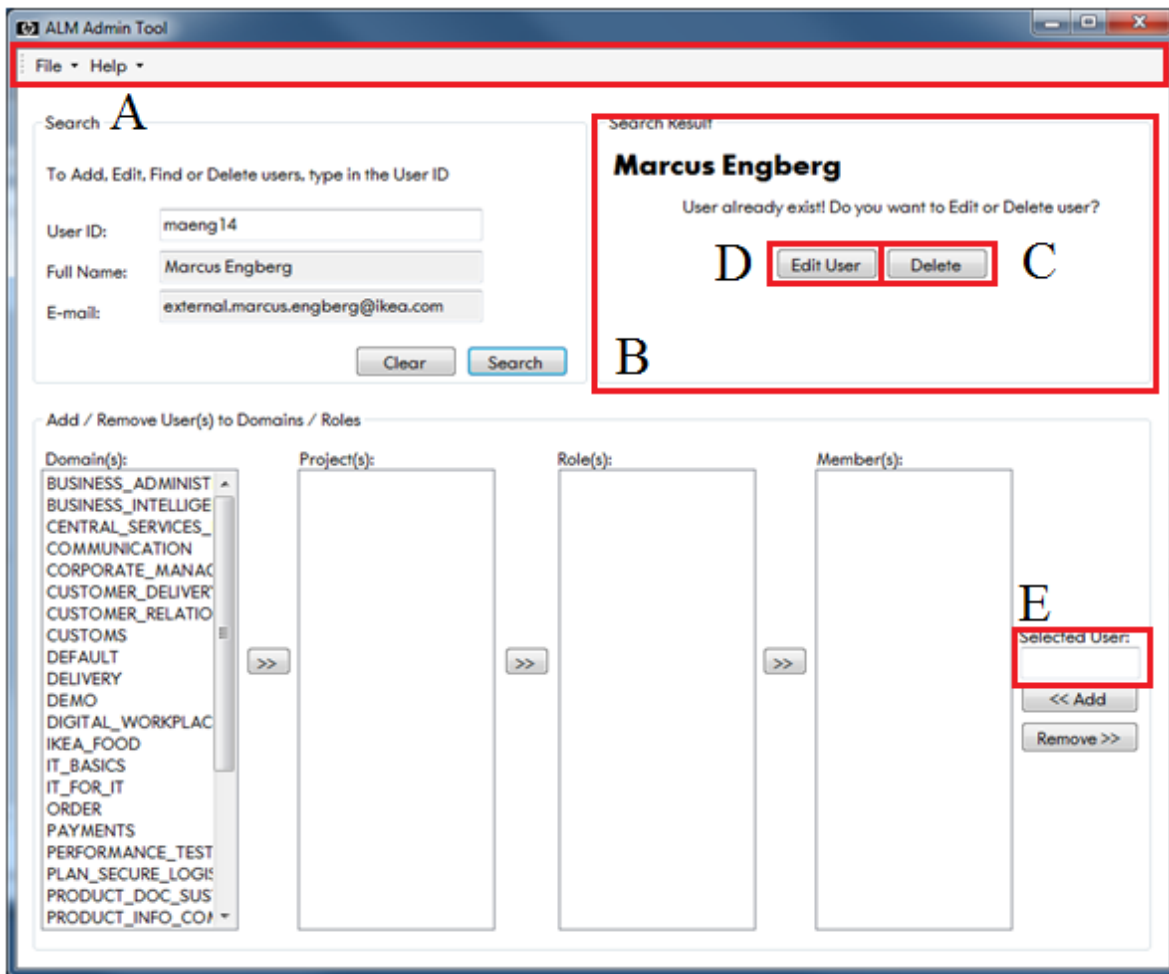 ALM Admin Tool
File Help
A
Search
To Add, Edit, Find or Delete users, type in the User ID
User ID: maeng14
Full Name: Marcus Engberg
E-mail: external.marcus.engberg@ikea.com
Clear Search
Search Result
Marcus Engberg
User already exist! Do you want to Edit or Delete user?
D Edit User Delete C
B
Add / Remove User(s) to Domains / Roles
Domain(s): Project(s): Role(s): Member(s):
BUSINESS_ADMINIST
BUSINESS_INTELLIGE
CENTRAL_SERVICES_
COMMUNICATION
CORPORATE_MANAC
CUSTOMER_DELIVER
CUSTOMER_RELATIO
CUSTOMS
DEFAULT
DELIVERY
DEMO
DIGITAL_WORKPLAC
IKEA_FOOD
IT_BASICS
IT_FOR_IT
ORDER
PAYMENTS
PERFORMANCE_TEST
PLAN_SECURE_LOGIS
PRODUCT_DOC_SUS
PRODUCT_INFO_COM
>> >> >>
E
Selected User:
<< Add
Remove >>